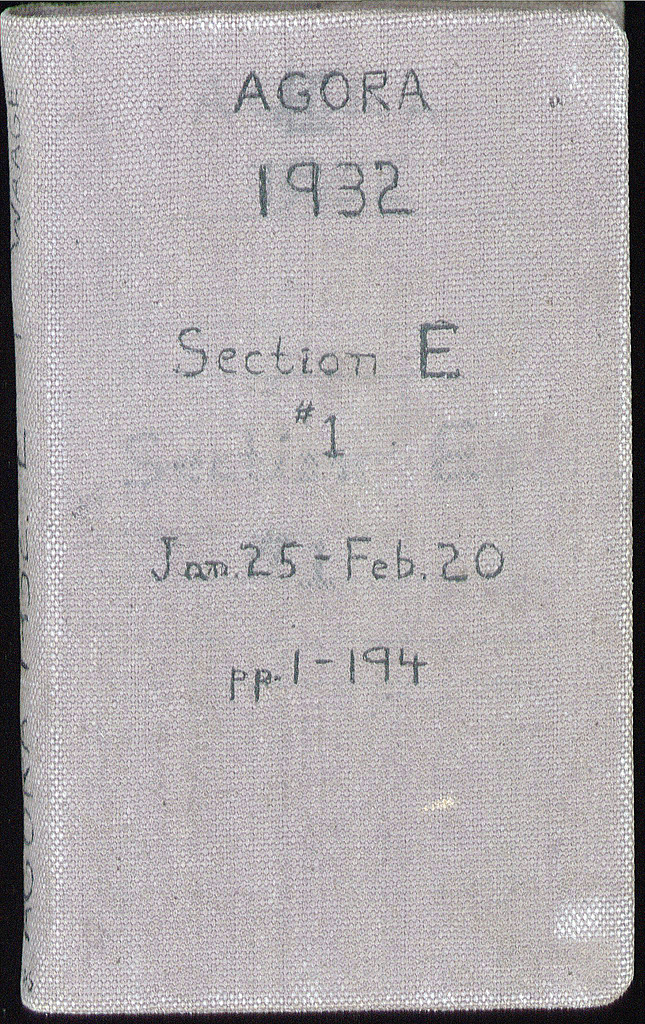 AGORA
1932
Section E
#1
Jan. 25 - Feb. 20
pp. 1 - 194